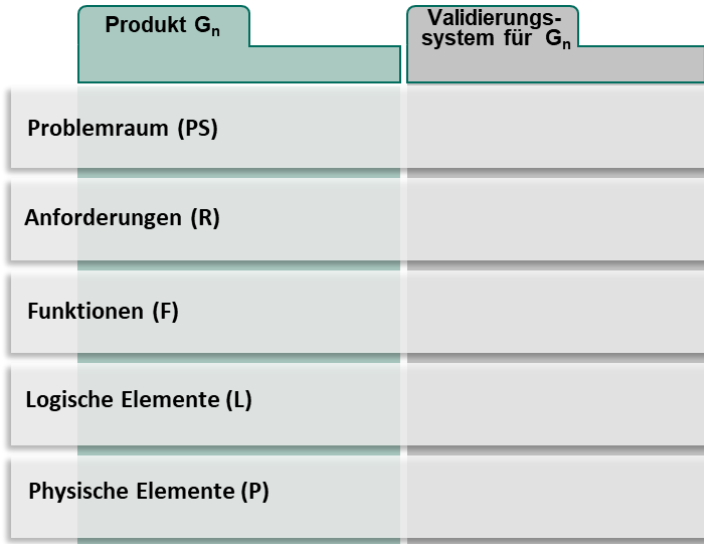 Produkt Gn
Validierungs-
system für Gn
Problemraum (PS)
Anforderungen (R)
Funktionen (F)
Logische Elemente (L)
Physische Elemente (P)